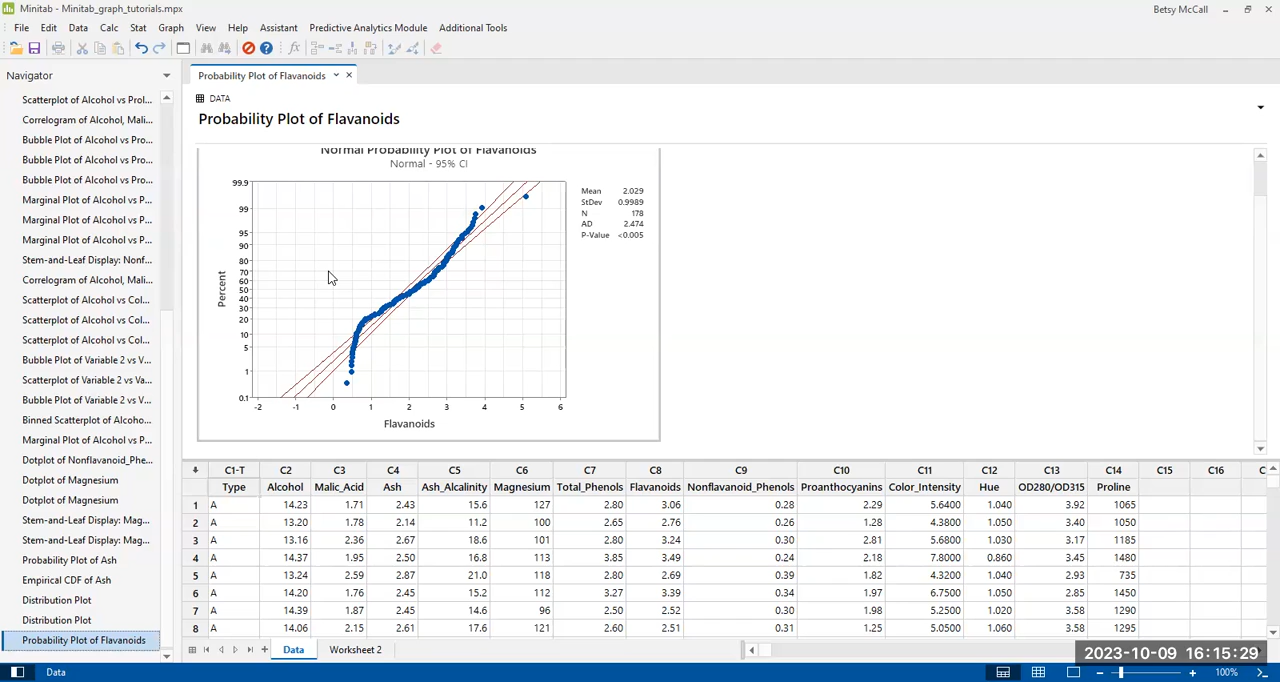 Minitab - Minitab_graph_tutorials.mpx
Betsy McCall
File Edit Data Calc Stat Graph View Help Assistant Predictive Analytics Module Additional Tools
Navigator
Scatterplot of Alcohol vs Prol...
Correlogram of Alcohol, Mali...
Bubble Plot of Alcohol vs Pro...
Bubble Plot of Alcohol vs Pro...
Bubble Plot of Alcohol vs Pro...
Marginal Plot of Alcohol vs P...
Marginal Plot of Alcohol vs P...
Marginal Plot of Alcohol vs P...
Stem-and-Leaf Display: Nonf...
Correlogram of Alcohol, Mali...
Scatterplot of Alcohol vs Col...
Scatterplot of Alcohol vs Col...
Scatterplot of Alcohol vs Col...
Bubble Plot of Variable 2 vs V...
Scatterplot of Variable 2 vs Va...
Bubble Plot of Variable 2 vs V...
Binned Scatterplot of Alcoho...
Marginal Plot of Alcohol vs P...
Dotplot of Nonflavanoid_Phe...
Dotplot of Magnesium
Dotplot of Magnesium
Stem-and-Leaf Display: Mag...
Stem-and-Leaf Display: Mag...
Probability Plot of Ash
Empirical CDF of Ash
Distribution Plot
Distribution Plot
Probability Plot of Flavanoids
Probability Plot of Flavanoids
DATA
Probability Plot of Flavanoids
Normal Probability Plot of Flavanoids
Normal - 95% CI
99.9
99
95
90
80
70
60
50
40
30
20
10
5
1
0.1
Percent
-2 -1 0 1 2 3 4 5 6
Flavanoids
Mean 2.029
StDev 0.9989
N 178
AD 2.474
P-Value <0.005
C1-T C2 C3 C4 C5 C6 C7 C8 C9 C10 C11 C12 C13 C14 C15 C16 C
Type Alcohol Malic_Acid Ash Ash_Alcalinity Magnesium Total_Phenols Flavanoids Nonflavanoid_Phenols Proanthocyanins Color_Intensity Hue OD280/OD315 Proline
1 A 14.23 1.71 2.43 15.6 127 2.80 3.06 0.28 2.29 5.6400 1.040 3.92 1065
2 A 13.20 1.78 2.14 11.2 100 2.65 2.76 0.26 1.28 4.3800 1.050 3.40 1050
3 A 13.16 2.36 2.67 18.6 101 2.80 3.24 0.30 2.81 5.6800 1.030 3.17 1185
4 A 14.37 1.95 2.50 16.8 113 3.85 3.49 0.24 2.18 7.8000 0.860 3.45 1480
5 A 13.24 2.59 2.87 21.0 118 2.80 2.69 0.39 1.82 4.3200 1.040 2.93 735
6 A 14.20 1.76 2.45 15.2 112 3.27 3.39 0.34 1.97 6.7500 1.050 2.85 1450
7 A 14.39 1.87 2.45 14.6 96 2.50 2.52 0.30 1.98 5.2500 1.020 3.58 1290
8 A 14.06 2.15 2.61 17.6 121 2.60 2.51 0.31 1.25 5.0500 1.060 3.58 1295
Data Worksheet 2
2023-10-09 16:15:29
Data
100%